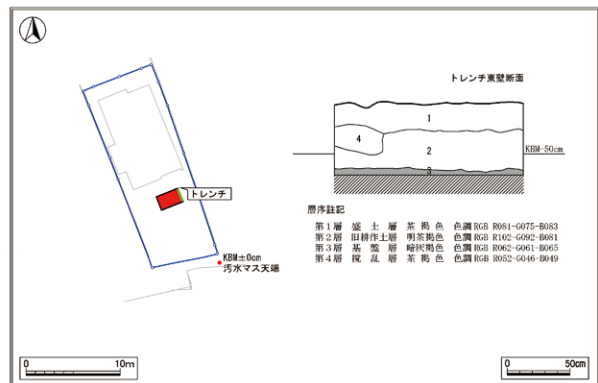 トレンチ東壁断面
1
4
2
3
KBM-50cm
トレンチ
KBM±0cm
汚水マス天端
層序註記
第1層 盛土層 茶褐色 色調RGB R081-G075-B083
第2層 旧耕作土層 明茶褐色 色調RGB R102-G092-B081
第3層 基盤層 暗灰褐色 色調RGB R062-G061-B065
第4層 撹乱層 茶褐色 色調RGB R052-G046-B049
0 10m
0 50cm